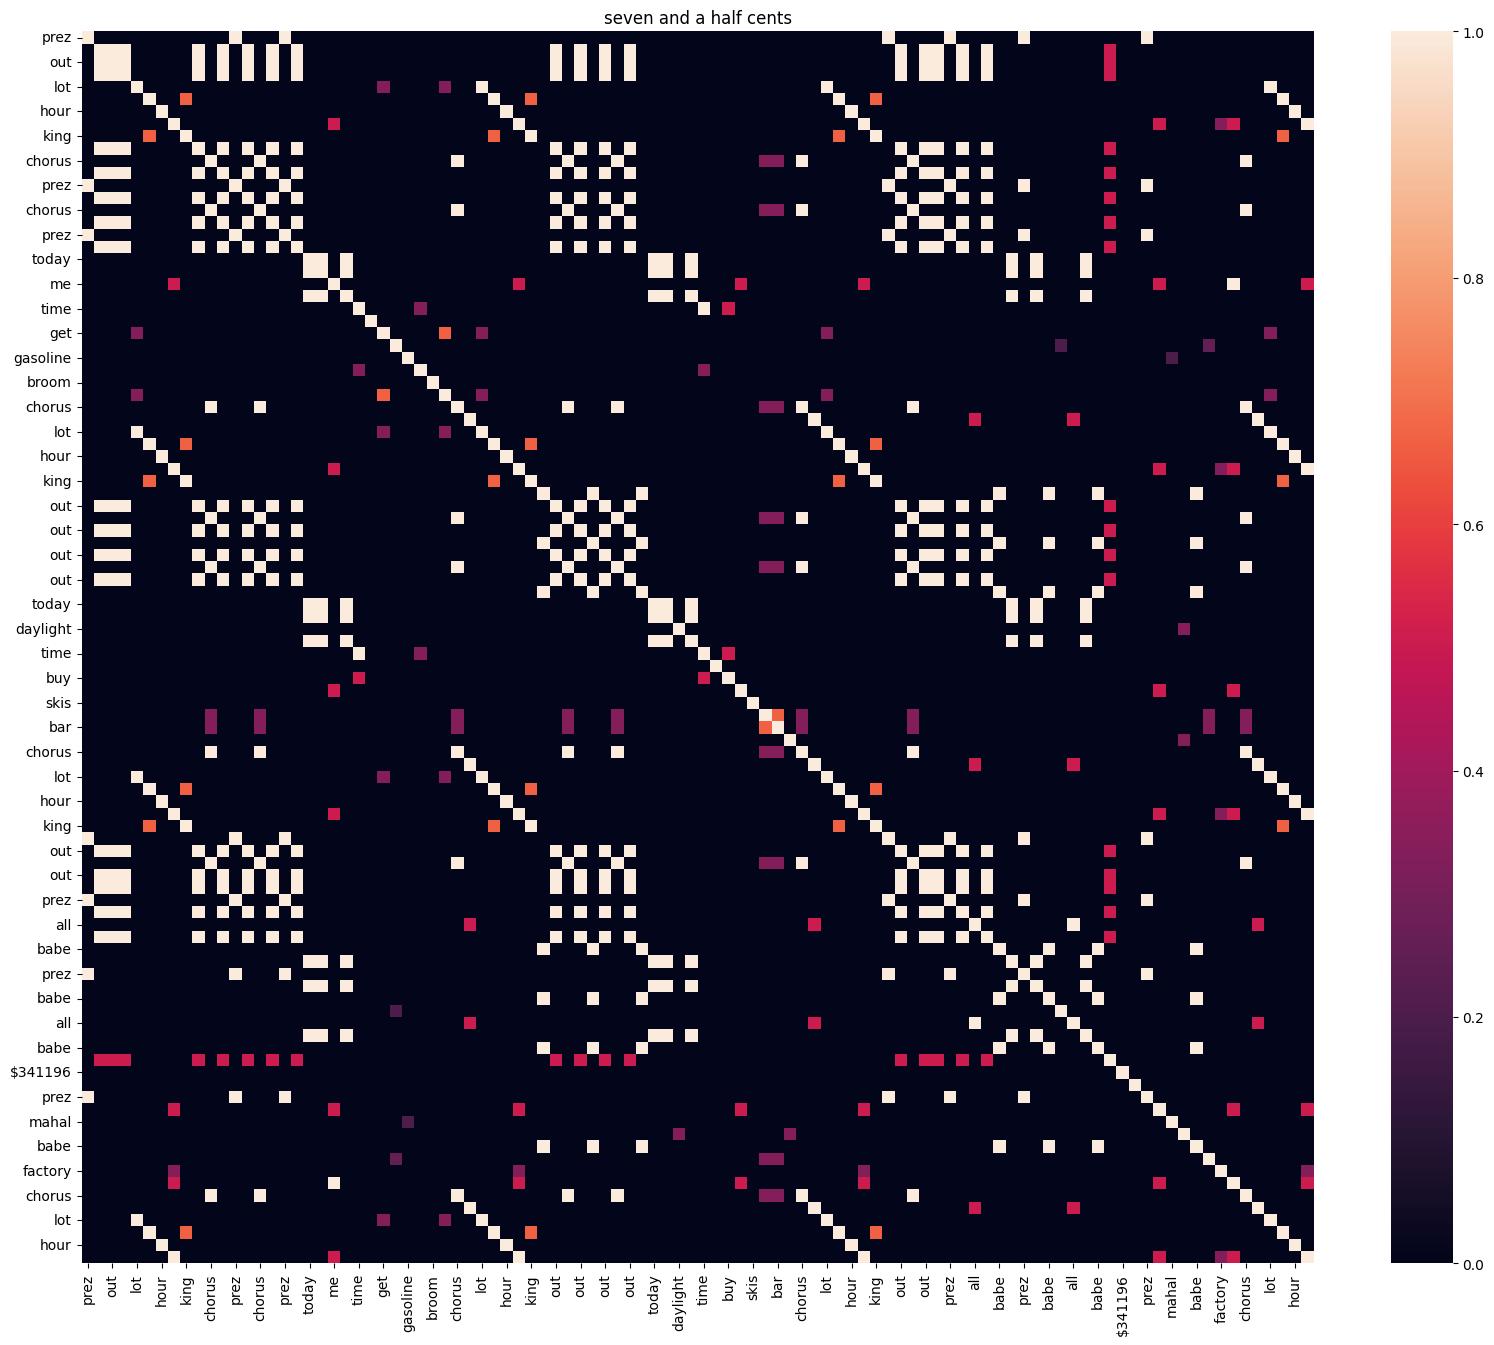 seven and a half cents
prez
out
lot
hour
king
chorus
prez
chorus
prez
today
me
time
get
gasoline
broom
chorus
lot
hour
king
out
out
out
out
today
daylight
time
buy
skis
bar
chorus
lot
hour
king
out
out
prez
all
babe
prez
babe
all
babe
$341196
prez
mahal
babe
factory
chorus
lot
hour
prez
out
lot
hour
king
chorus
prez
chorus
prez
today
me
time
get
gasoline
broom
chorus
lot
hour
king
out
out
out
out
today
daylight
time
buy
skis
bar
chorus
lot
hour
king
out
out
prez
all
babe
prez
babe
all
babe
$341196
prez
mahal
babe
factory
chorus
lot
hour
1.0
0.8
0.6
0.4
0.2
0.0